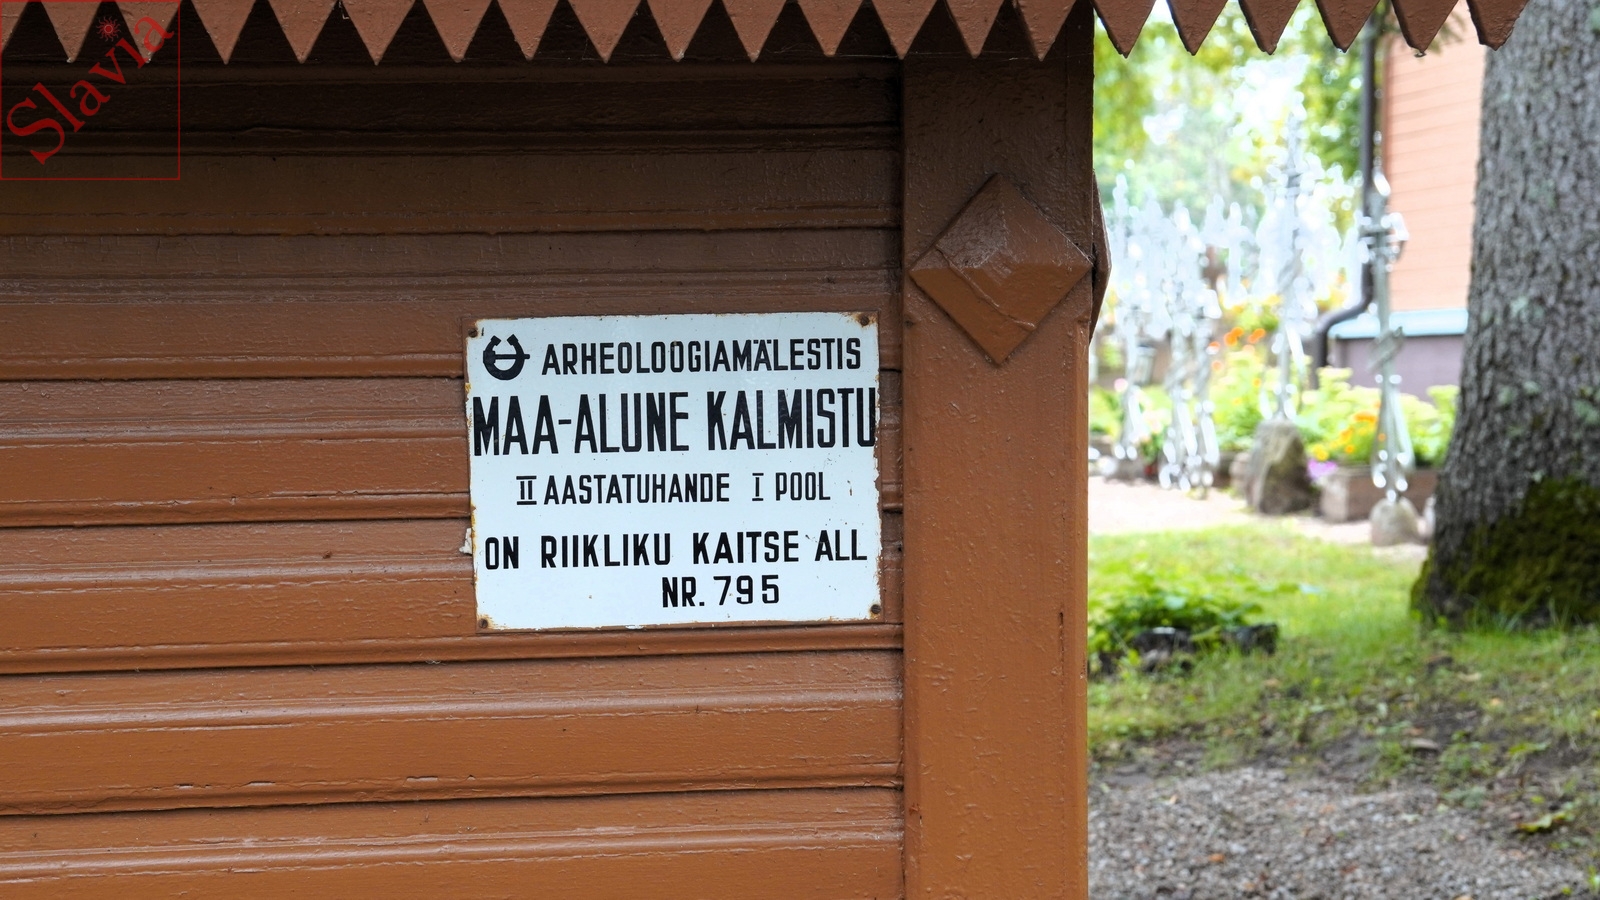 Slavia
ARHEOLOOGIAMÄLESTIS
MAA-ALUNE KALMISTU
II AASTATUHANDE I POOL
ON RIIKLIKU KAITSE ALL
NR. 795